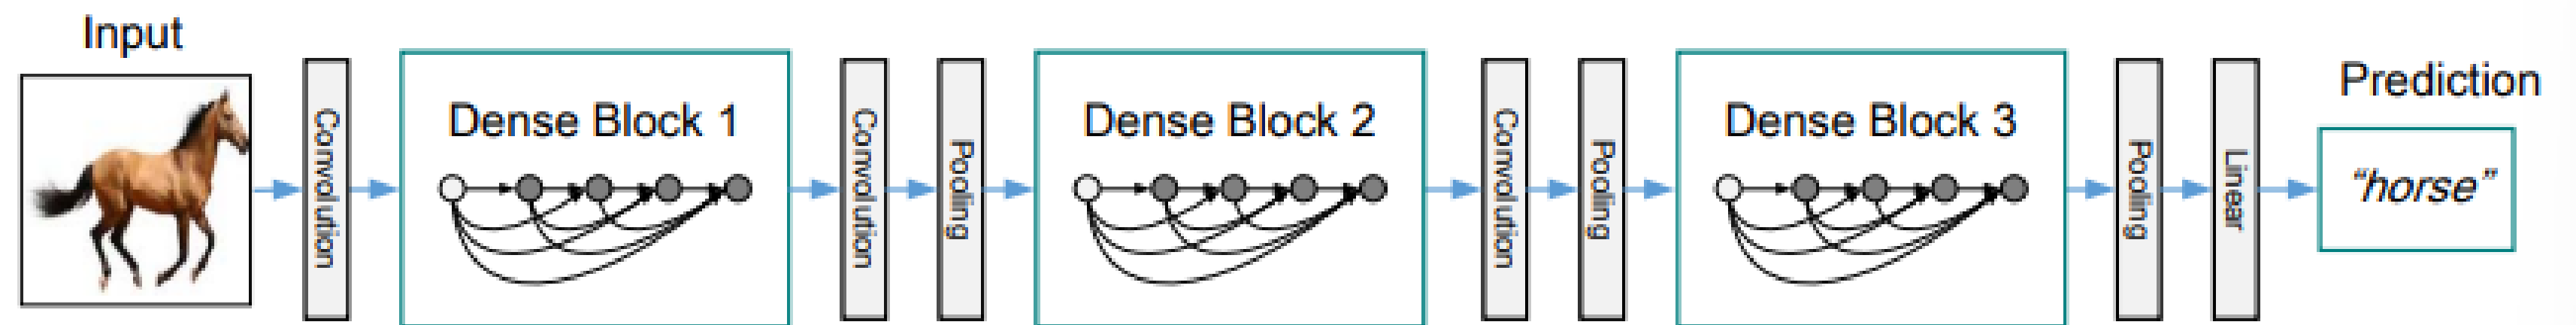 Input
Convolution
Dense Block 1
Convolution
Pooling
Dense Block 2
Convolution
Pooling
Dense Block 3
Pooling
Linear
Prediction
“horse”